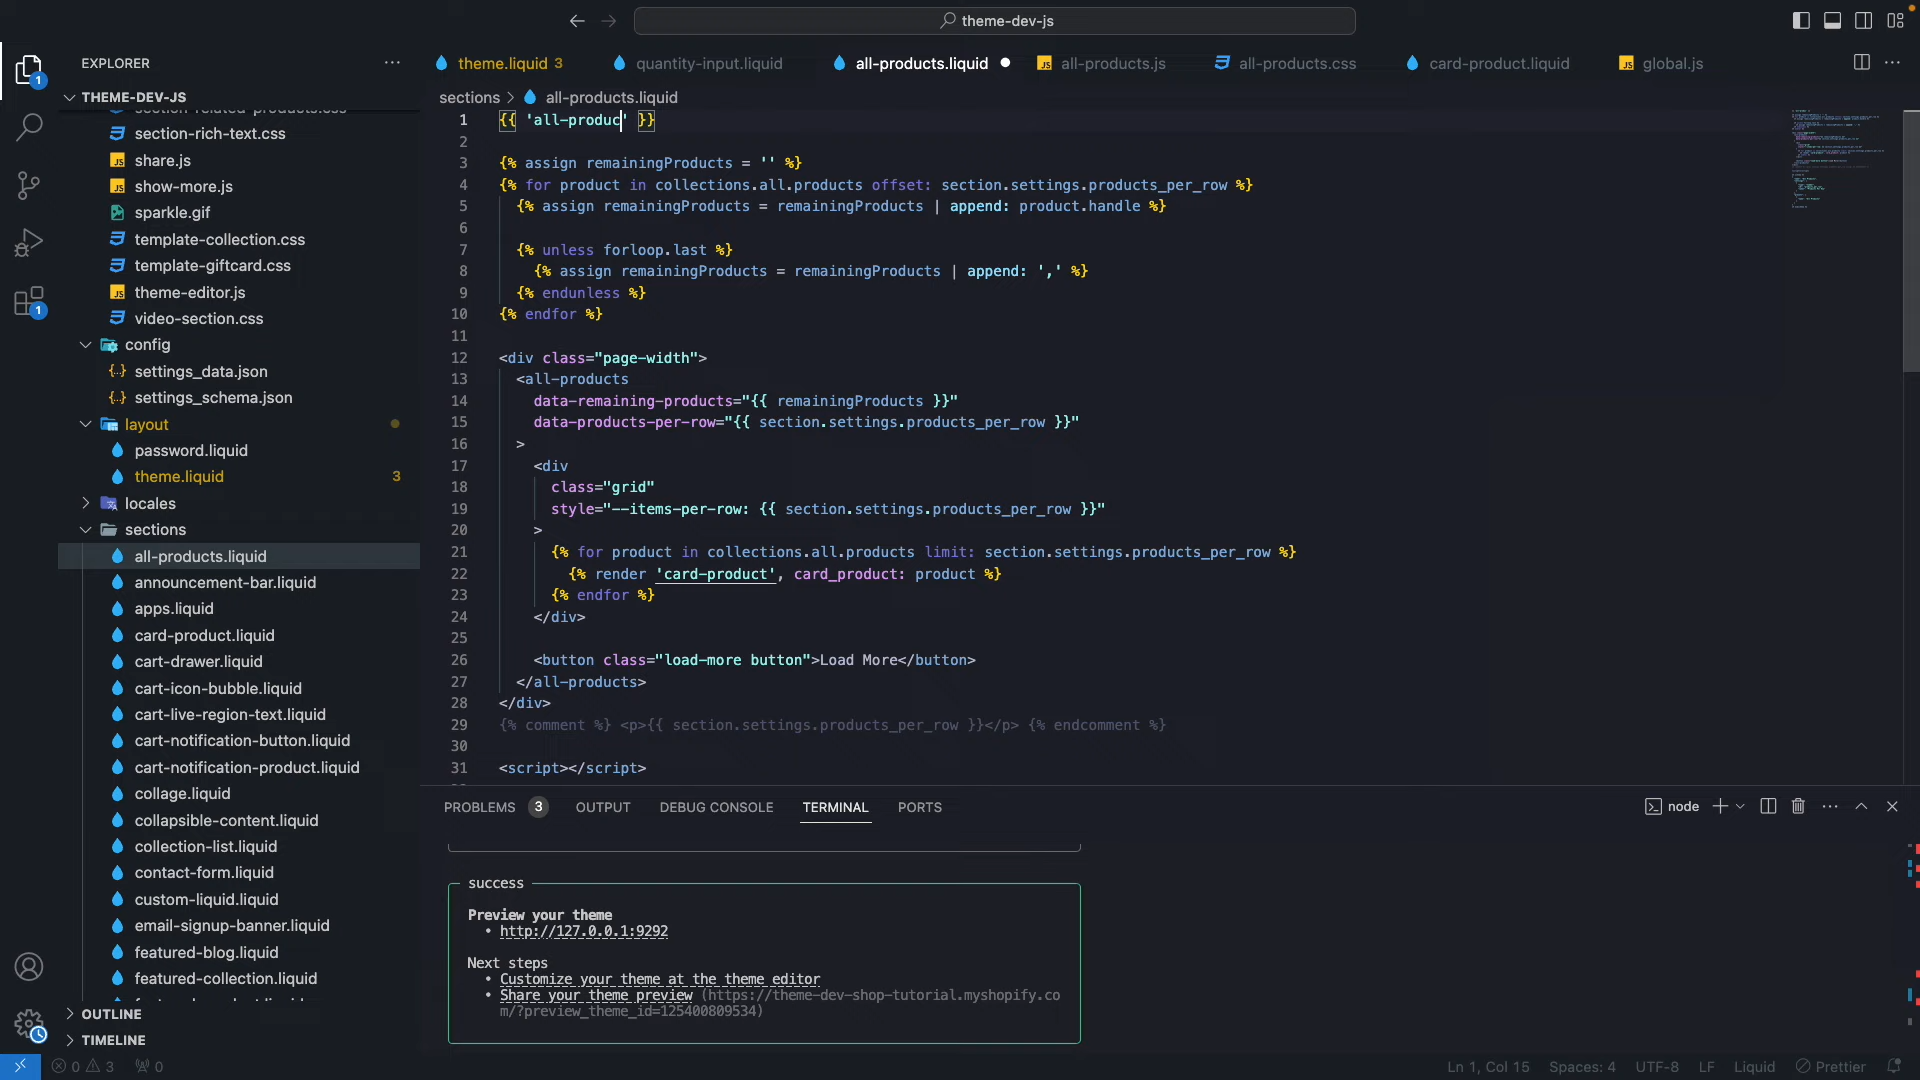 theme-dev-js
EXPLORER
THEME-DEV-JS
section-related-products.css
section-rich-text.css
share.js
show-more.js
sparkle.gif
template-collection.css
template-giftcard.css
theme-editor.js
video-section.css
config
settings_data.json
settings_schema.json
layout
password.liquid
theme.liquid 3
locales
sections
all-products.liquid
announcement-bar.liquid
apps.liquid
card-product.liquid
cart-drawer.liquid
cart-icon-bubble.liquid
cart-live-region-text.liquid
cart-notification-button.liquid
cart-notification-product.liquid
collage.liquid
collapsible-content.liquid
collection-list.liquid
contact-form.liquid
custom-liquid.liquid
email-signup-banner.liquid
featured-blog.liquid
featured-collection.liquid
OUTLINE
TIMELINE
1
1
theme.liquid 3 quantity-input.liquid all-products.liquid JS all-products.js all-products.css card-product.liquid JS global.js
sections > all-products.liquid
1 {{ 'all-produc' }}
2
3 {% assign remainingProducts = '' %}
4 {% for product in collections.all.products offset: section.settings.products_per_row %}
5 {% assign remainingProducts = remainingProducts | append: product.handle %}
6
7 {% unless forloop.last %}
8 {% assign remainingProducts = remainingProducts | append: ',' %}
9 {% endunless %}
10 {% endfor %}
11
12 <div class="page-width">
13 <all-products
14 data-remaining-products="{{ remainingProducts }}"
15 data-products-per-row="{{ section.settings.products_per_row }}"
16 >
17 <div
18 class="grid"
19 style="--items-per-row: {{ section.settings.products_per_row }}"
20 >
21 {% for product in collections.all.products limit: section.settings.products_per_row %}
22 {% render 'card-product', card_product: product %}
23 {% endfor %}
24 </div>
25
26 <button class="load-more button">Load More</button>
27 </all-products>
28 </div>
29 {% comment %} <p>{{ section.settings.products_per_row }}</p> {% endcomment %}
30
31 <script></script>
PROBLEMS 3 OUTPUT DEBUG CONSOLE TERMINAL PORTS
node
success
Preview your theme
• http://127.0.0.1:9292
Next steps
• Customize your theme at the theme editor
• Share your theme preview (https://theme-dev-shop-tutorial.myshopify.co
m/?preview_theme_id=125400809534)
0 3 0
Ln 1, Col 15 Spaces: 4 UTF-8 LF Liquid Prettier